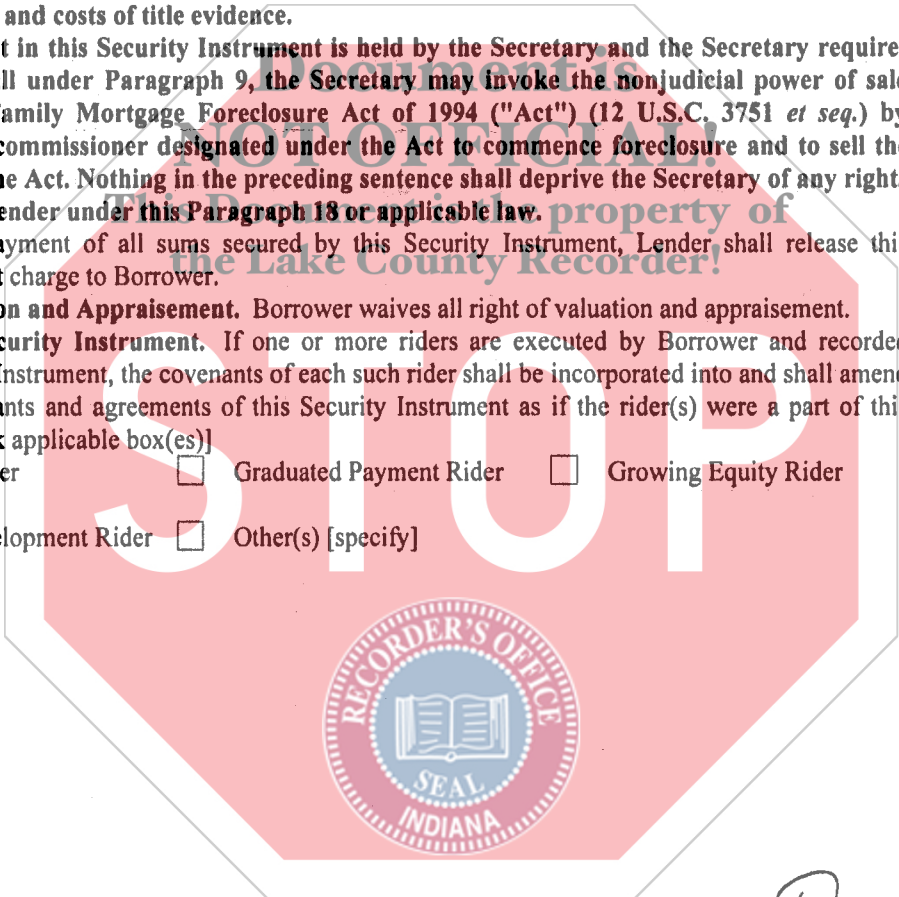 and costs of title evidence.
t in this Security Instrument is held by the Secretary and the Secretary require
ll under Paragraph 9, the Secretary may invoke the nonjudicial power of sal
amily Mortgage Foreclosure Act of 1994 ("Act") (12 U.S.C. 3751 et seq.) by
commissioner designated under the Act to commence foreclosure and to sell th
e Act. Nothing in the preceding sentence shall deprive the Secretary of any right
ender under this Paragraph 18 or applicable law.
ayment of all sums secured by this Security Instrument, Lender shall release thi
t charge to Borrower.
on and Appraisement. Borrower waives all right of valuation and appraisement.
curity Instrument. If one or more riders are executed by Borrower and recorde
nstrument, the covenants of each such rider shall be incorporated into and shall amen
ants and agreements of this Security Instrument as if the rider(s) were a part of thi
k applicable box(es)]
er Graduated Payment Rider Growing Equity Rider
elopment Rider Other(s) [specify]
Document is
NOT OFFICIAL!
This Document is the property of
the Lake County Recorder!
STOP
RECORDER'S OFFICE
SEAL
INDIANA